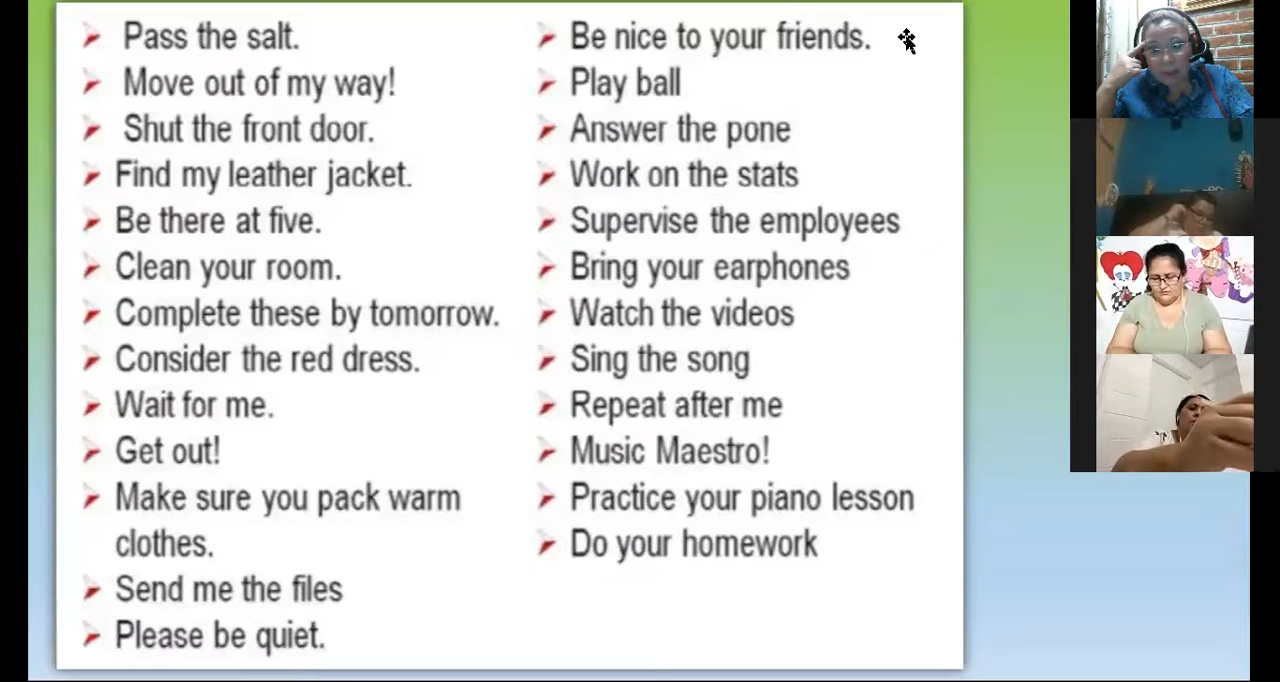 Pass the salt.
Move out of my way!
Shut the front door.
Find my leather jacket.
Be there at five.
Clean your room.
Complete these by tomorrow.
Consider the red dress.
Wait for me.
Get out!
Make sure you pack warm
clothes.
Send me the files
Please be quiet.
Be nice to your friends.
Play ball
Answer the pone
Work on the stats
Supervise the employees
Bring your earphones
Watch the videos
Sing the song
Repeat after me
Music Maestro!
Practice your piano lesson
Do your homework